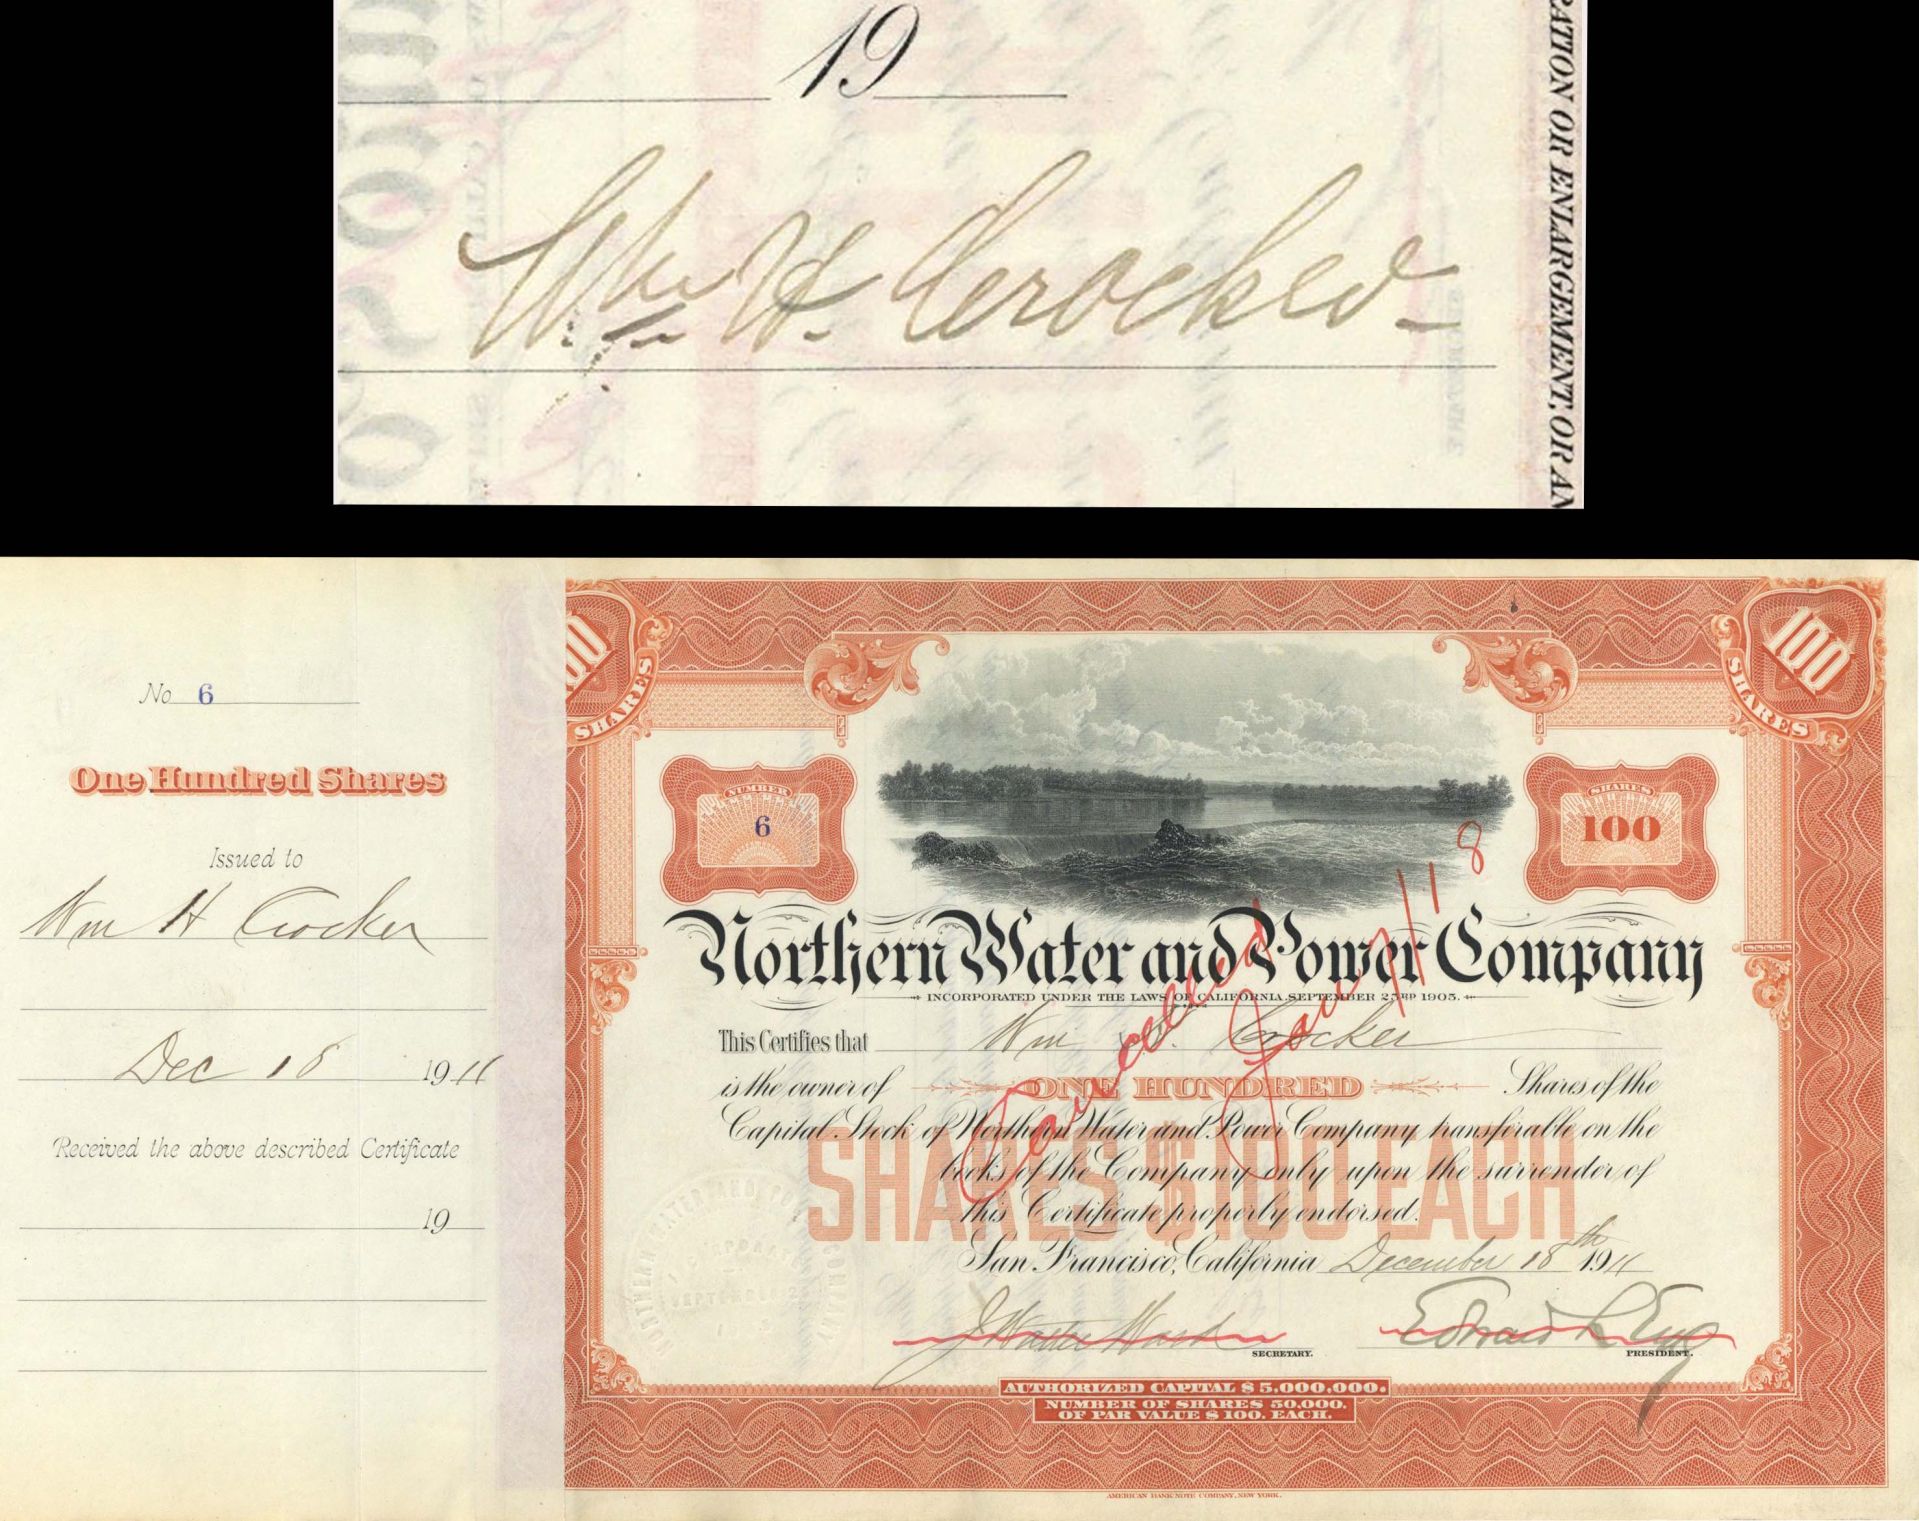 19
RATION OR ENLARGEMENT, OR AN
Wm. H. Crocker
No 6
One Hundred Shares
Issued to
Wm H Crocker
Dec 18 1911
Received the above described Certificate
19
100
SHARES
100
SHARES
NUMBER
6
SHARES
100
Northern Water and Power Company
INCORPORATED UNDER THE LAWS OF CALIFORNIA SEPTEMBER 23RD 1905.
Cancelled Jan 11 18
This Certifies that Wm H. Crocker
is the owner of ONE HUNDRED Shares of the
Capital Stock of Northern Water and Power Company transferable on the
books of the Company only upon the surrender of
this Certificate properly endorsed.
SHARES $100 EACH
San Francisco, California December 18th 1911
SECRETARY.
PRESIDENT.
AUTHORIZED CAPITAL $5,000,000.
NUMBER OF SHARES 50,000.
OF PAR VALUE $100. EACH.
AMERICAN BANK NOTE COMPANY, NEW YORK.